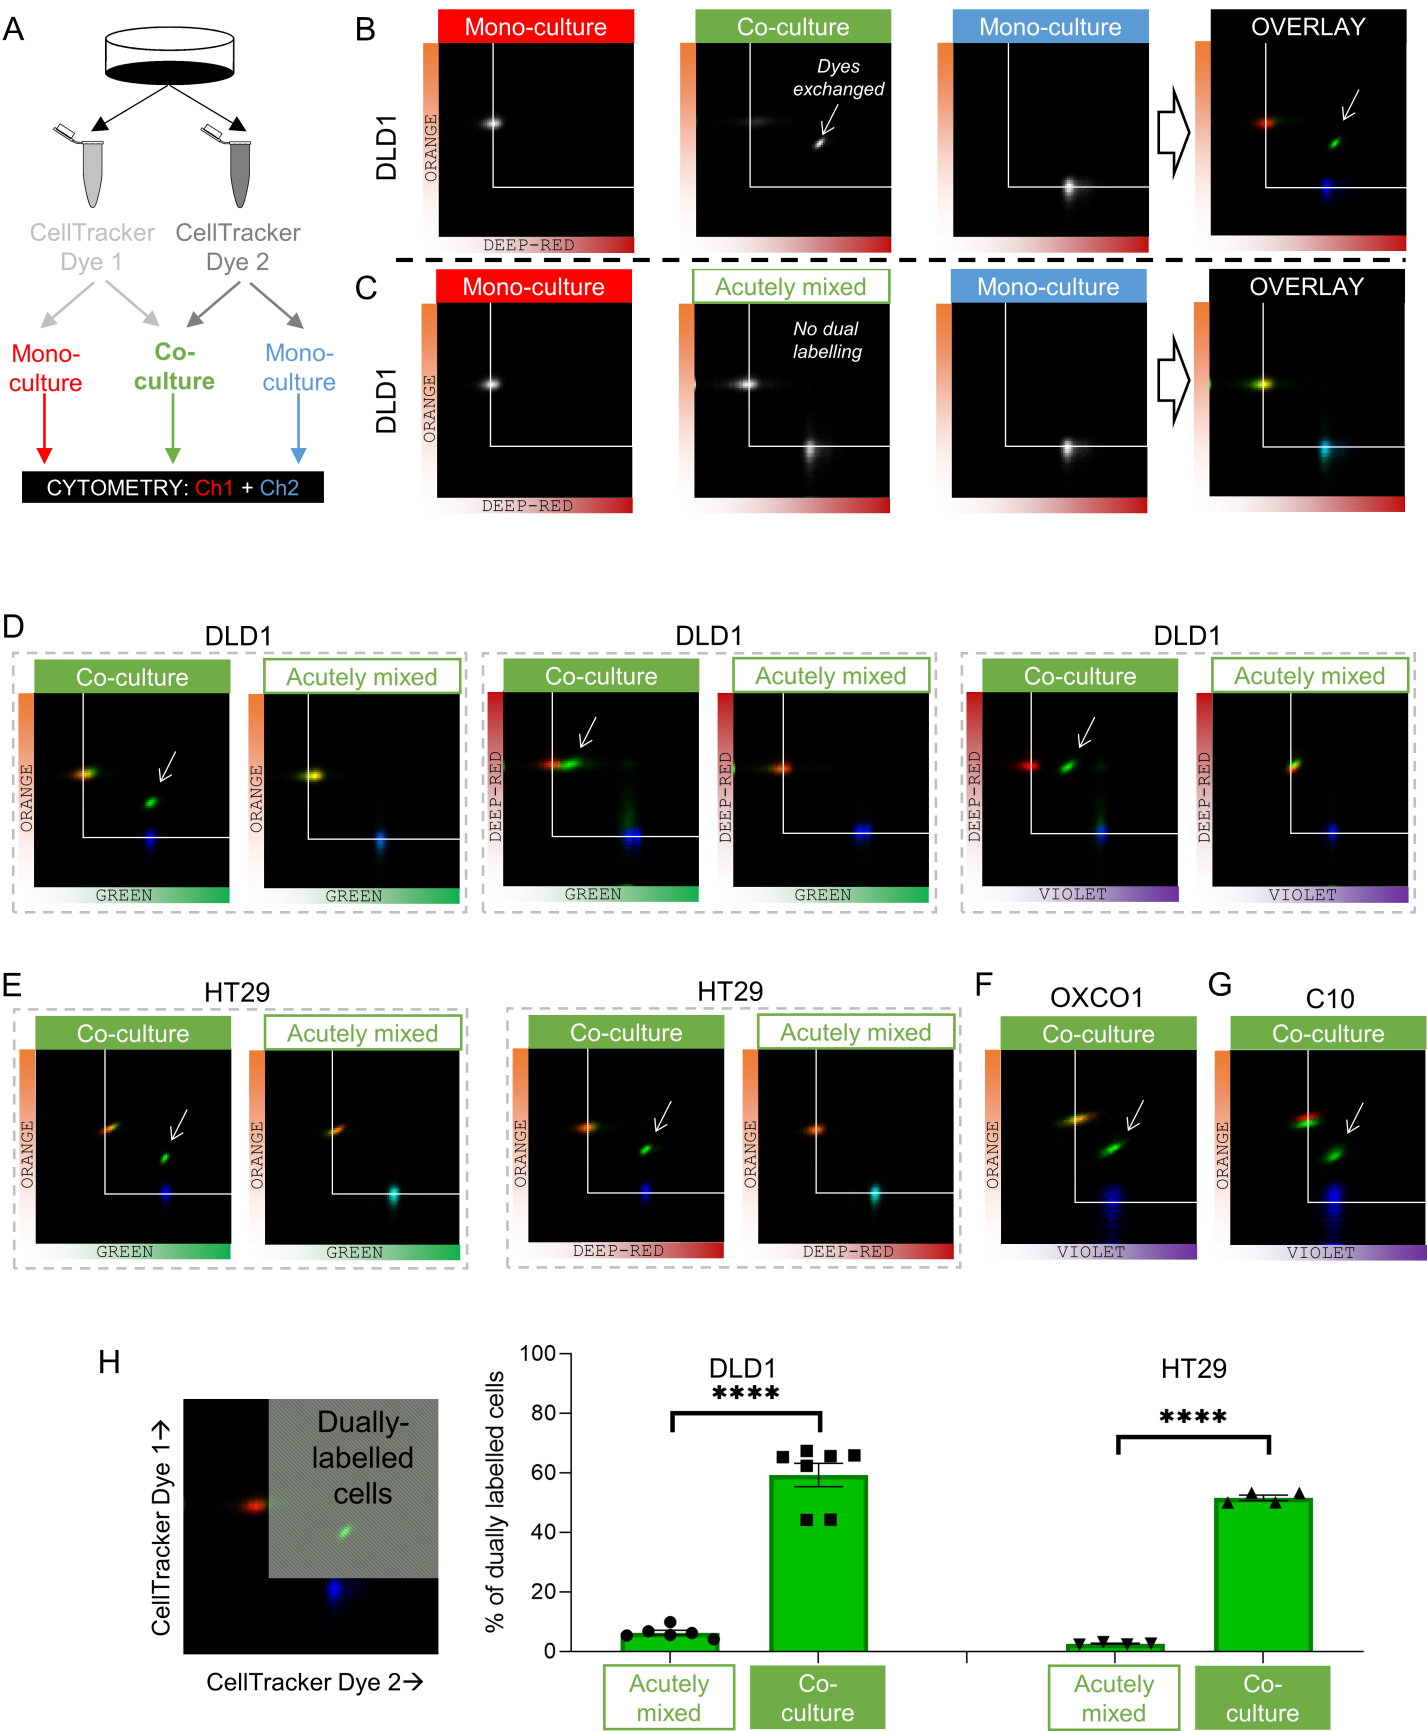 A
CellTracker
Dye 1
CellTracker
Dye 2
Mono-
culture
Co-
culture
Mono-
culture
CYTOMETRY: Ch1 + Ch2
B
Mono-culture
Co-culture
Mono-culture
OVERLAY
DLD1
ORANGE
Dyes
exchanged
DEEP-RED
C
Mono-culture
Acutely mixed
Mono-culture
OVERLAY
DLD1
ORANGE
No dual
labelling
DEEP-RED
D
DLD1
DLD1
DLD1
Co-culture
Acutely mixed
Co-culture
Acutely mixed
Co-culture
Acutely mixed
ORANGE
ORANGE
DEEP-RED
DEEP-RED
DEEP-RED
DEEP-RED
GREEN
GREEN
GREEN
GREEN
VIOLET
VIOLET
E
HT29
HT29
F
OXCO1
G
C10
Co-culture
Acutely mixed
Co-culture
Acutely mixed
Co-culture
Co-culture
ORANGE
ORANGE
ORANGE
ORANGE
ORANGE
ORANGE
GREEN
GREEN
DEEP-RED
DEEP-RED
VIOLET
VIOLET
H
CellTracker Dye 1→
Dually-
labelled
cells
CellTracker Dye 2→
% of dually labelled cells
100
80
60
40
20
0
DLD1
****
HT29
****
Acutely
mixed
Co-
culture
Acutely
mixed
Co-
culture